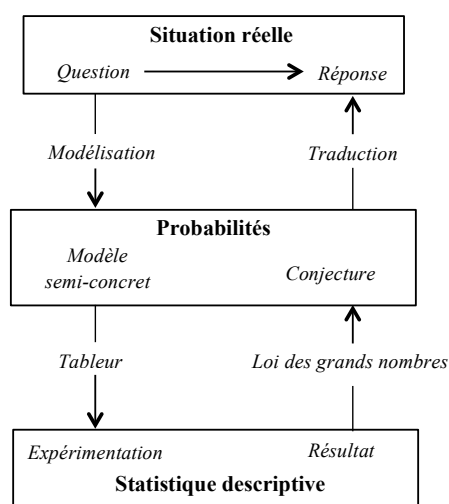 Situation réelle
Question
Réponse
Modélisation
Traduction
Probabilités
Modèle
semi-concret
Conjecture
Tableur
Loi des grands nombres
Expérimentation
Résultat
Statistique descriptive